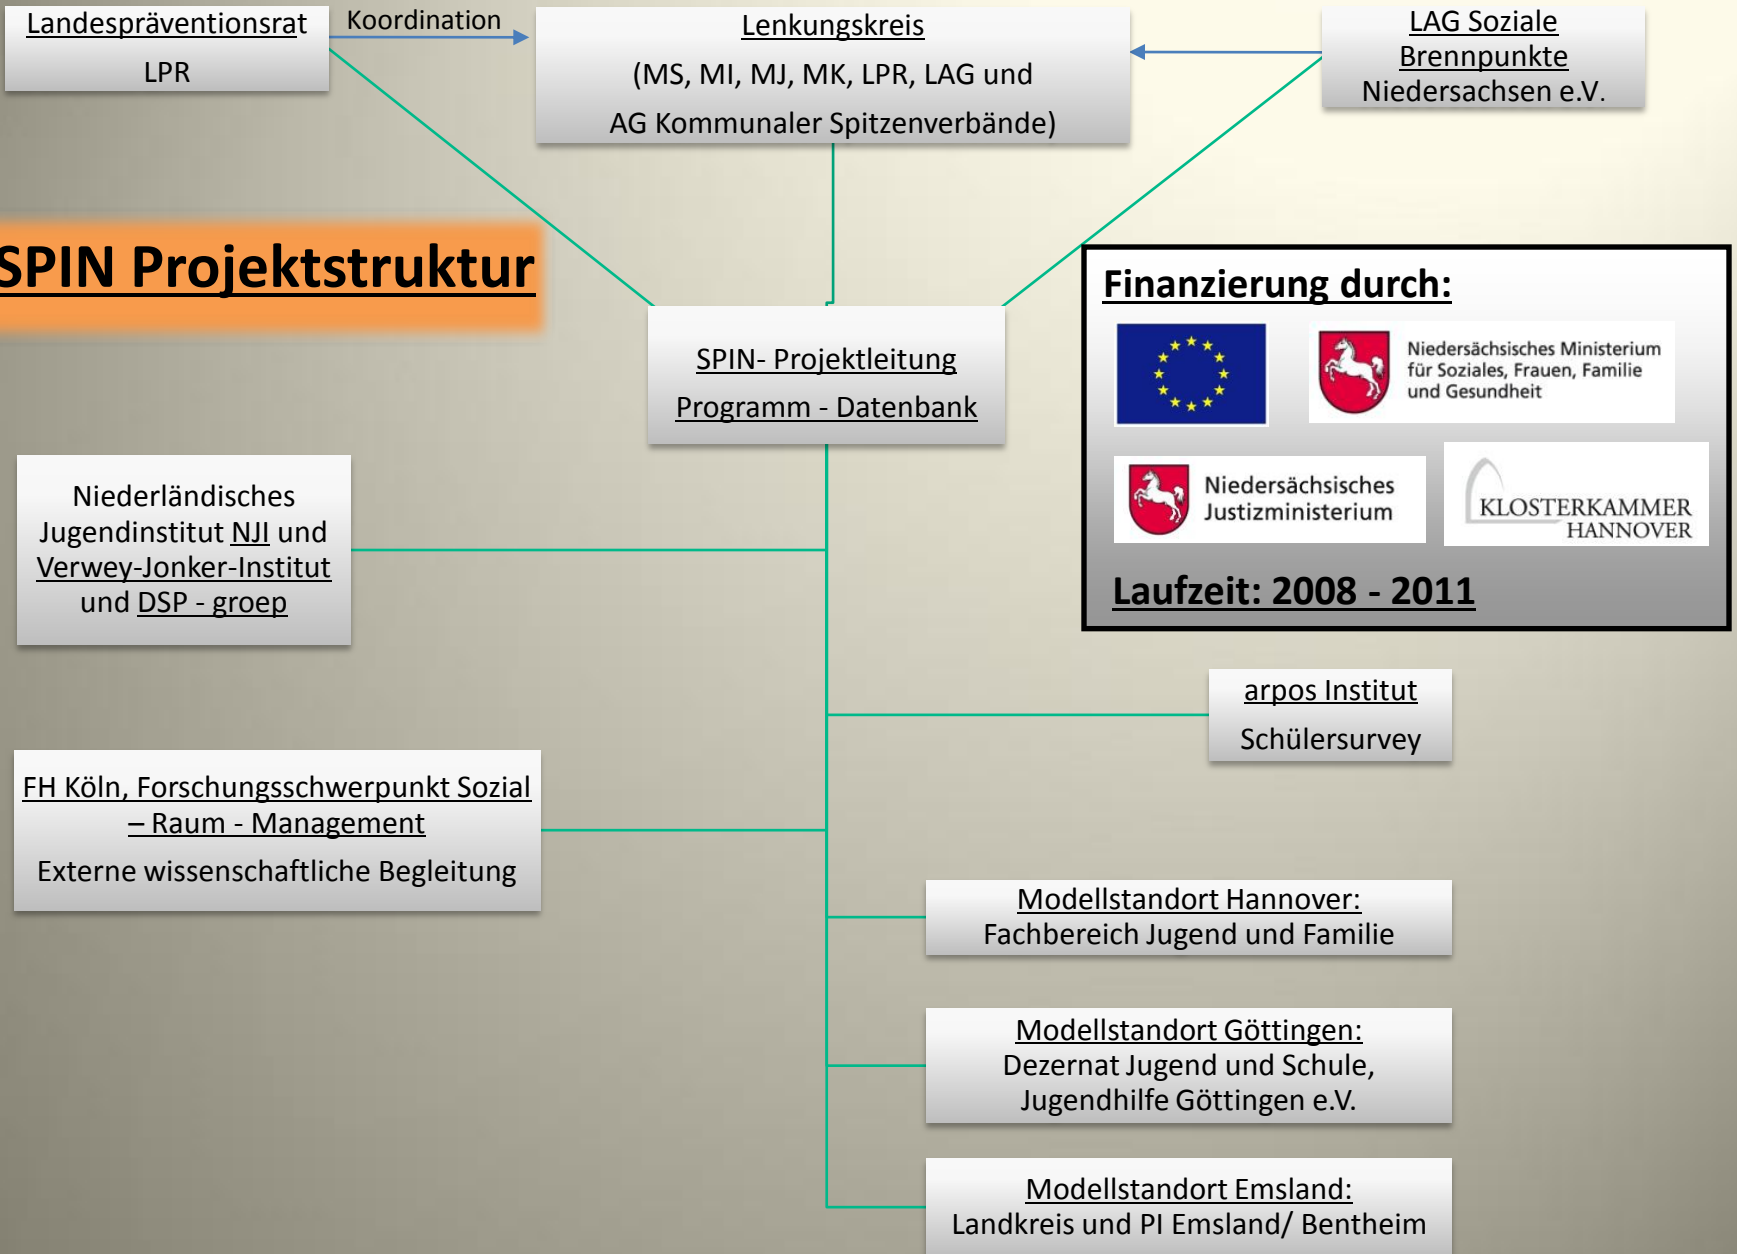 Landespräventionsrat
LPR
Koordination
Lenkungskreis
(MS, MI, MJ, MK, LPR, LAG und
AG Kommunaler Spitzenverbände)
LAG Soziale
Brennpunkte
Niedersachsen e.V.
SPIN Projektstruktur
SPIN- Projektleitung
Programm - Datenbank
Finanzierung durch:
Niedersächsisches Ministerium
für Soziales, Frauen, Familie
und Gesundheit
Niedersächsisches
Justizministerium
KLOSTERKAMMER
HANNOVER
Laufzeit: 2008 - 2011
Niederländisches
Jugendinstitut NJI und
Verwey-Jonker-Institut
und DSP - groep
arpos Institut
Schülersurvey
FH Köln, Forschungsschwerpunkt Sozial
– Raum - Management
Externe wissenschaftliche Begleitung
Modellstandort Hannover:
Fachbereich Jugend und Familie
Modellstandort Göttingen:
Dezernat Jugend und Schule,
Jugendhilfe Göttingen e.V.
Modellstandort Emsland:
Landkreis und PI Emsland/ Bentheim